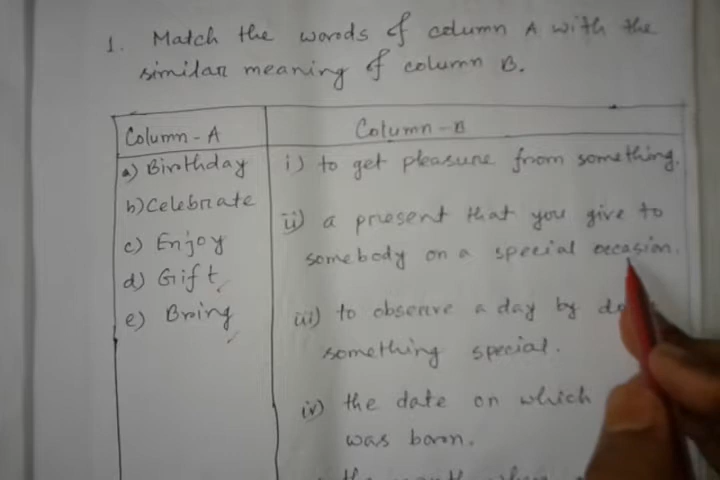 1. Match the words of column A with the
similar meaning of column B.
Column - A
Column - B
a) Birthday
i) to get pleasure from something.
b) Celebrate
ii) a present that you give to
c) Enjoy
somebody on a special occasion.
d) Gift
e) Bring
iii) to observe a day by
something special.
iv) the date on which
was born.